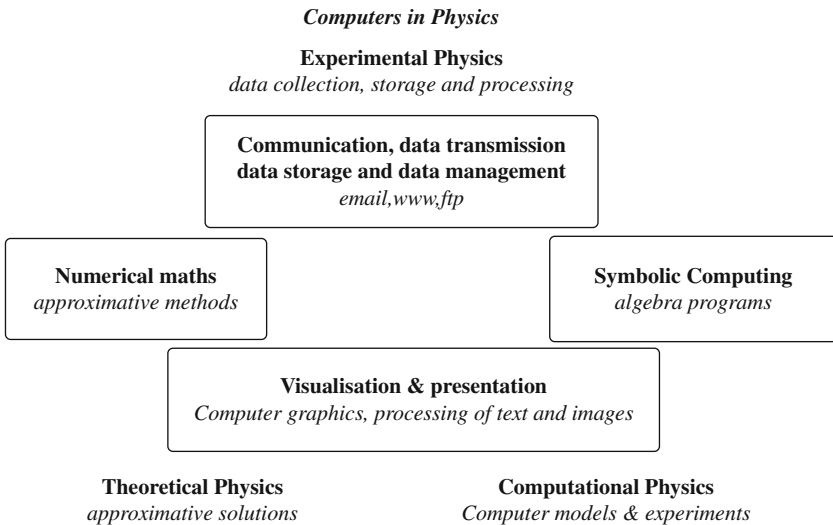 Computers in Physics
Experimental Physics
data collection, storage and processing
Communication, data transmission
data storage and data management
email,www,ftp
Numerical maths
approximative methods
Symbolic Computing
algebra programs
Visualisation & presentation
Computer graphics, processing of text and images
Theoretical Physics
approximative solutions
Computational Physics
Computer models & experiments